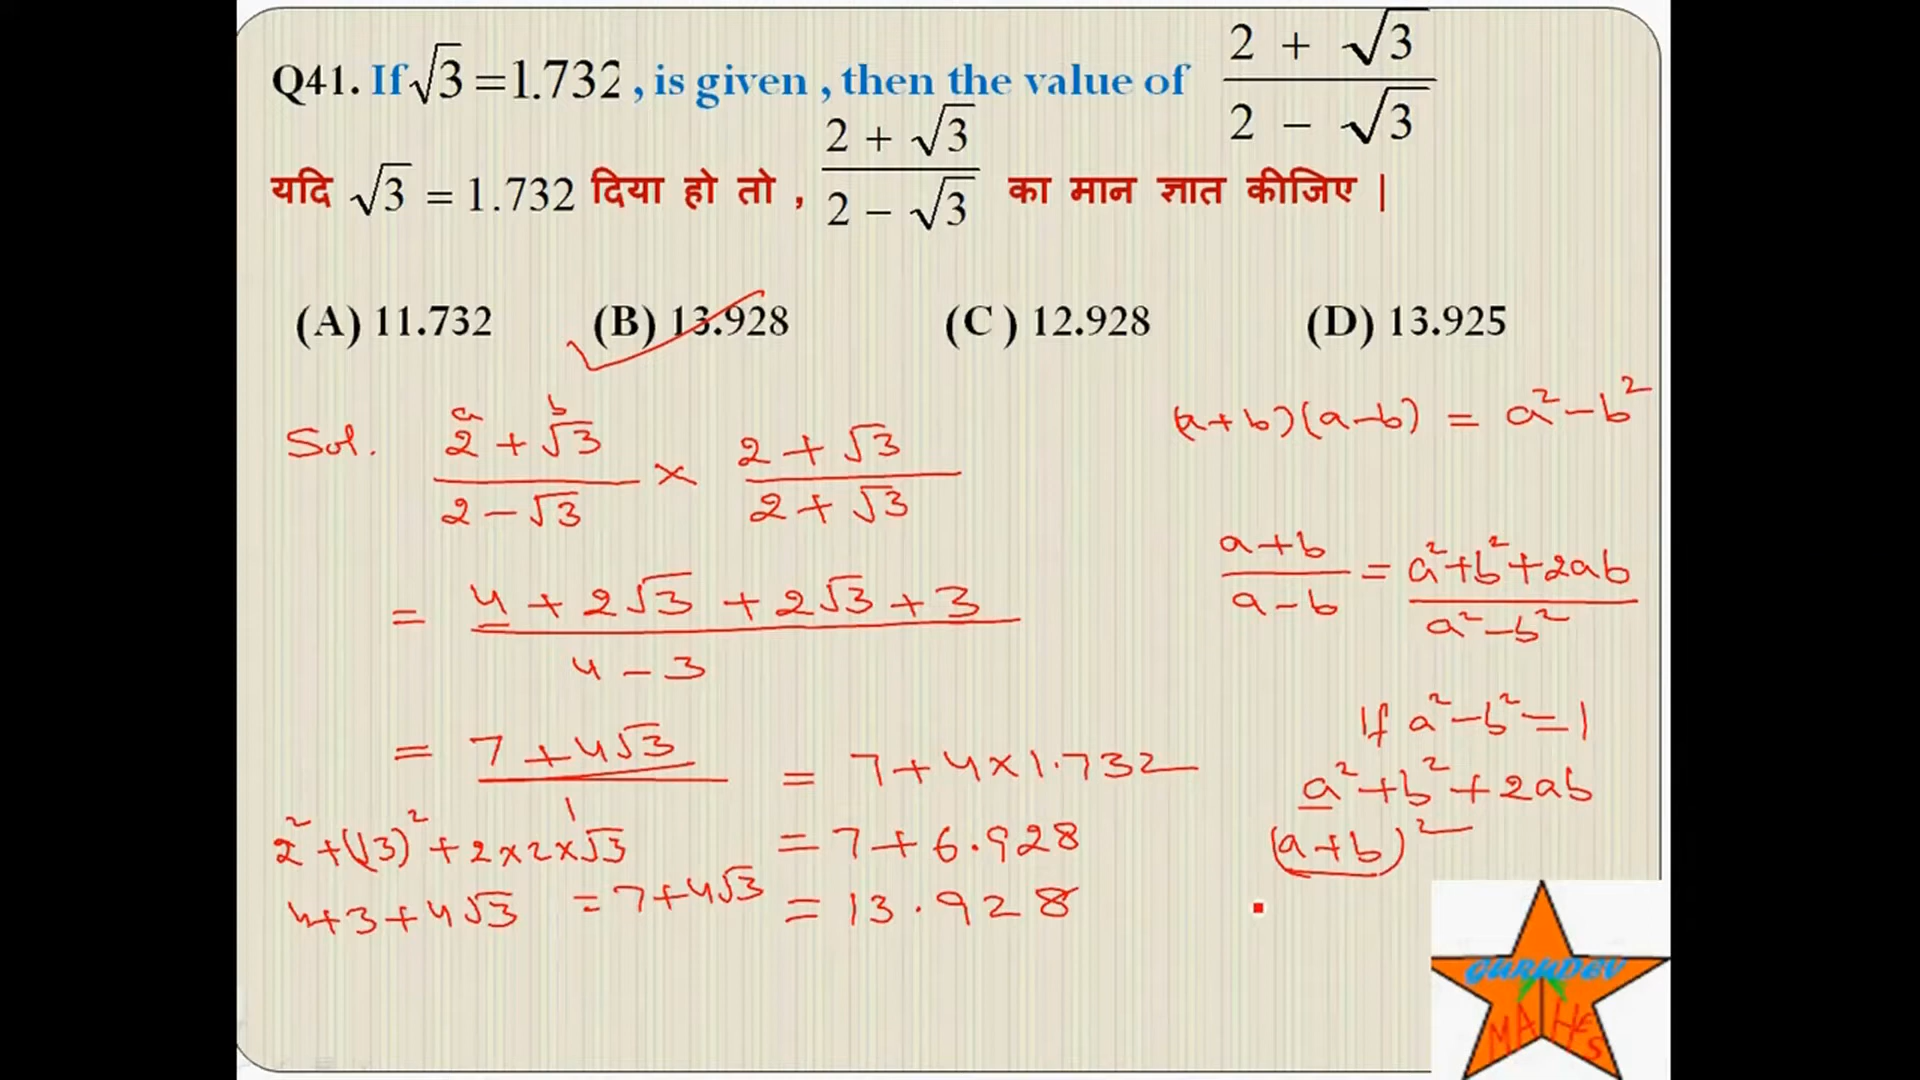 Q41. If √3 = 1.732 , is given , then the value of (2 + √3)/(2 − √3)
यदि √3 = 1.732 दिया हो तो , (2 + √3)/(2 − √3) का मान ज्ञात कीजिए |
(A) 11.732 (B) 13.928 (C ) 12.928 (D) 13.925
Sol. a b
(2 + √3)/(2 − √3) × (2 + √3)/(2 + √3)
= (4 + 2√3 + 2√3 + 3)/(4 − 3)
= (7 + 4√3)/1 = 7 + 4 × 1.732
2² + (√3)² + 2 × 2 × √3 = 7 + 6.928
4 + 3 + 4√3 = 7 + 4√3 = 13.928
(a + b)(a − b) = a² − b²
(a + b)/(a − b) = (a² + b² + 2ab)/(a² − b²)
If a² − b² = 1
a² + b² + 2ab
(a + b)²
GURUDEV
MATHES